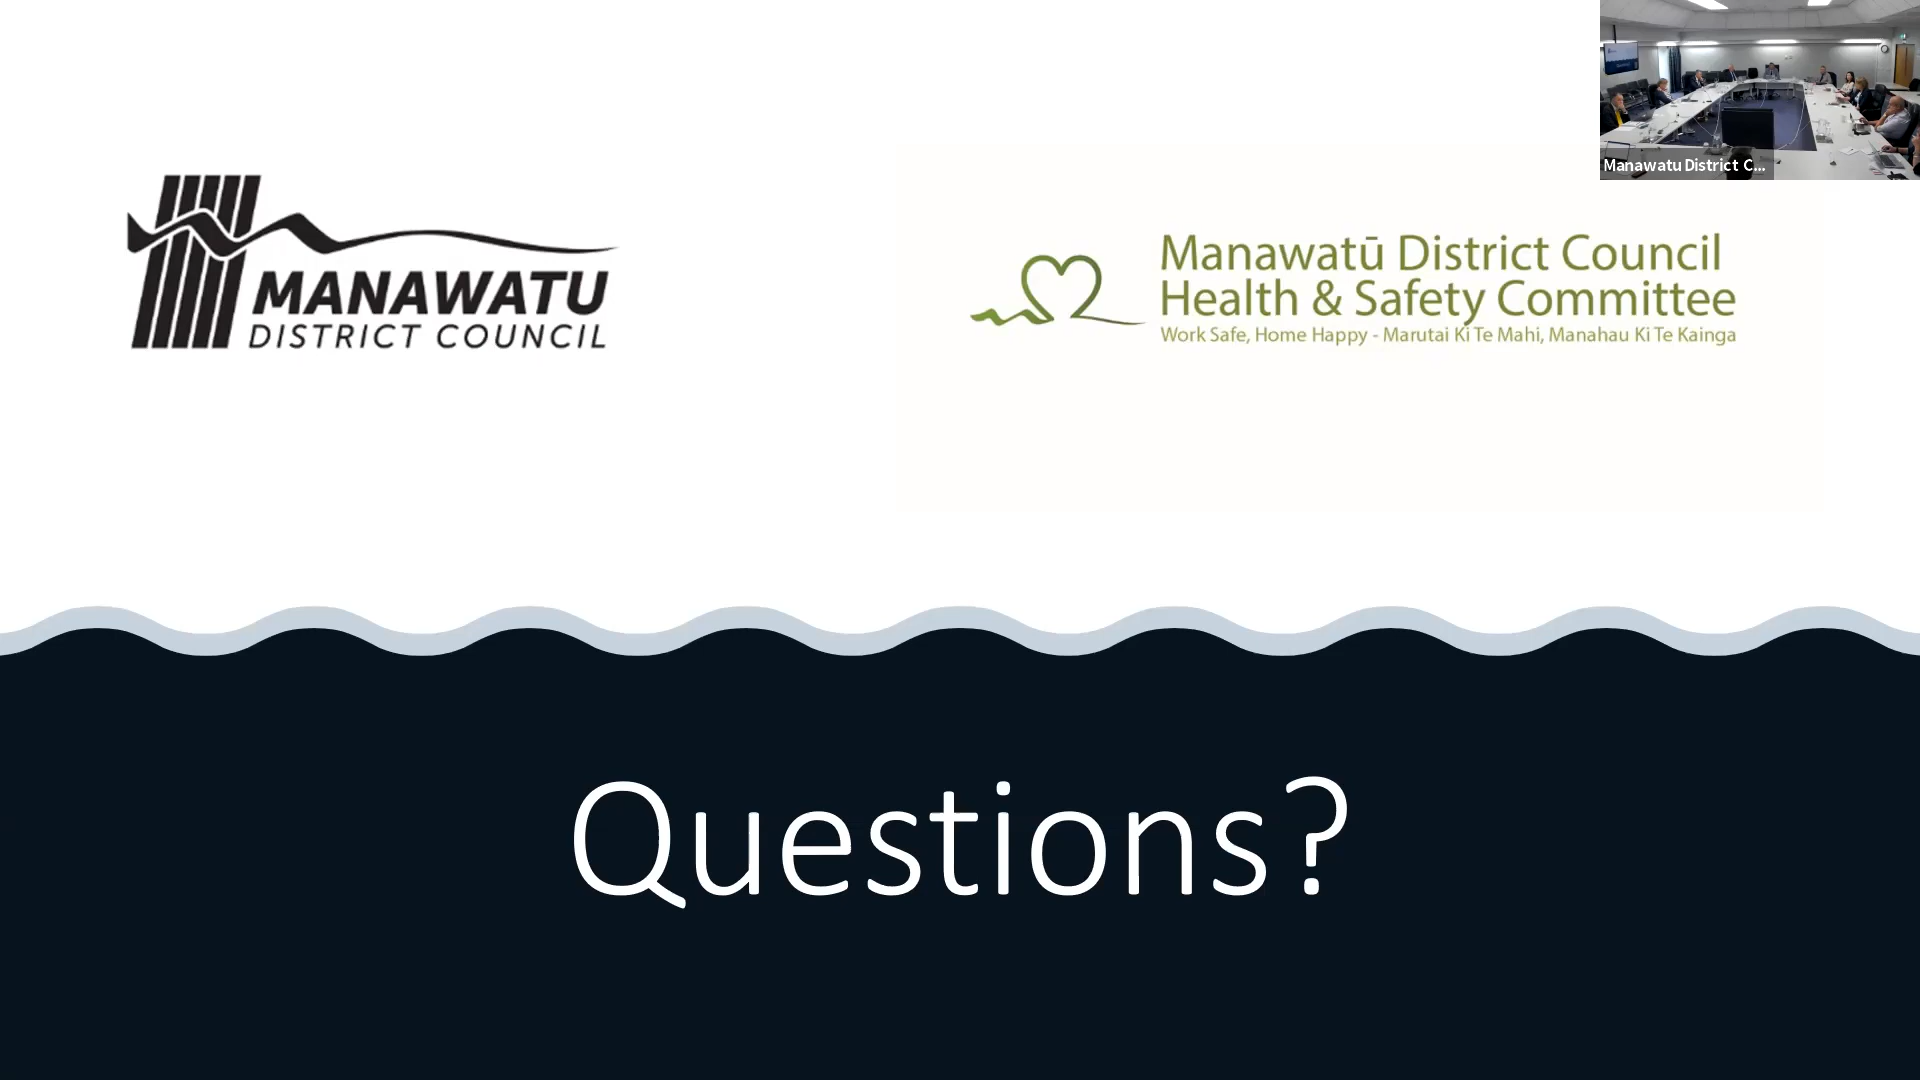 Manawatu District C...
MANAWATU
DISTRICT COUNCIL
Manawatū District Council
Health & Safety Committee
Work Safe, Home Happy - Marutai Ki Te Mahi, Manahau Ki Te Kainga
Questions?